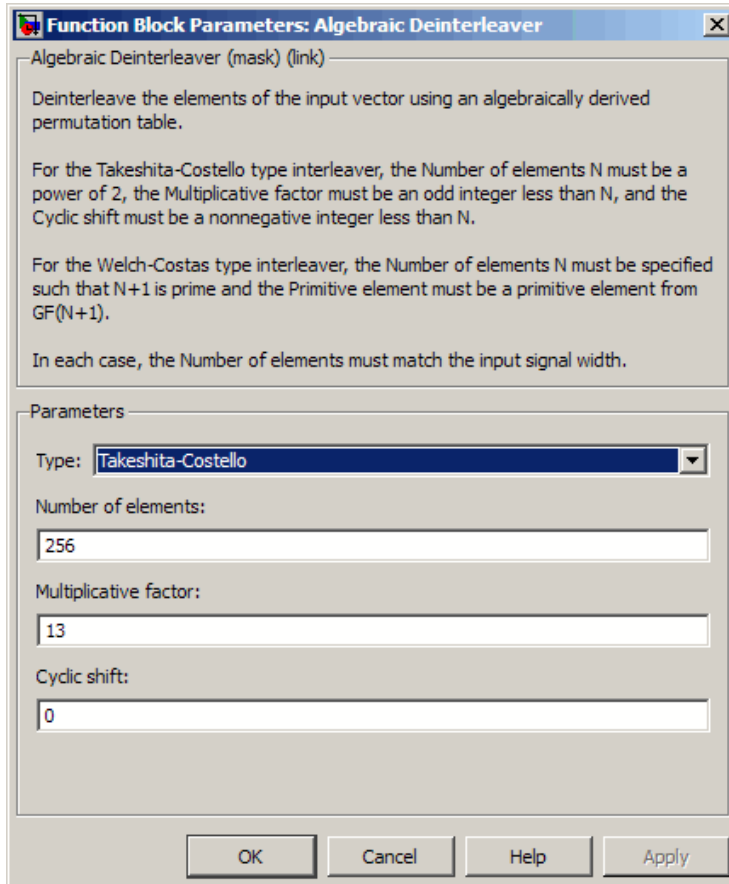 Function Block Parameters: Algebraic Deinterleaver
Algebraic Deinterleaver (mask) (link)
Deinterleave the elements of the input vector using an algebraically derived
permutation table.
For the Takeshita-Costello type interleaver, the Number of elements N must be a
power of 2, the Multiplicative factor must be an odd integer less than N, and the
Cyclic shift must be a nonnegative integer less than N.
For the Welch-Costas type interleaver, the Number of elements N must be specified
such that N+1 is prime and the Primitive element must be a primitive element from
GF(N+1).
In each case, the Number of elements must match the input signal width.
Parameters
Type: Takeshita-Costello
Number of elements:
256
Multiplicative factor:
13
Cyclic shift:
0
OK Cancel Help Apply